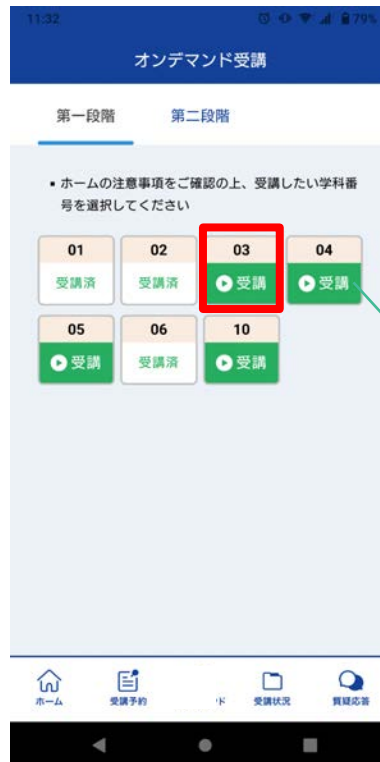 11:32
79%
オンデマンド受講
第一段階
第二段階
• ホームの注意事項をご確認の上、受講したい学科番
号を選択してください
01
02
03
04
受講済
受講済
受講
受講
05
06
10
受講
受講済
受講
ホーム
受講予約
ド
受講状況
質疑応答